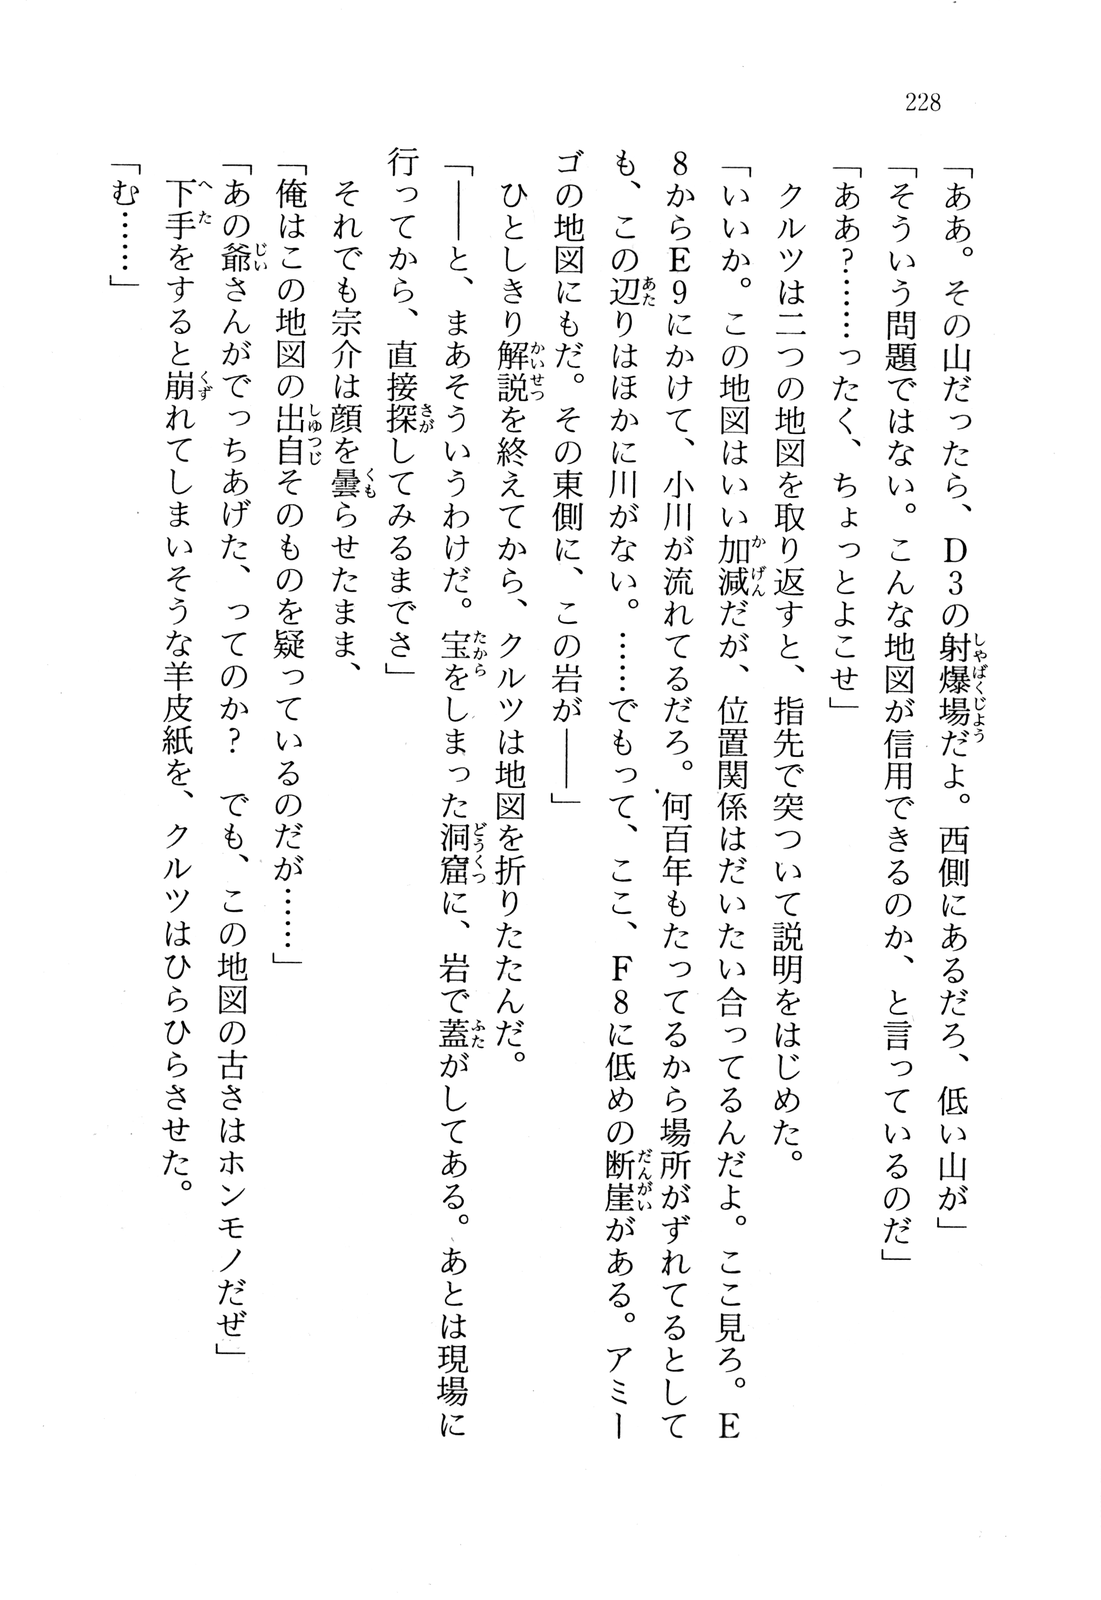 228
「ああ。その山だったら、D3の射爆場だよ。西側にあるだろ、低い山が」
「そういう問題ではない。こんな地図が信用できるのか、と言っているのだ」
「ああ？……ったく、ちょっとよこせ」
　クルツは二つの地図を取り返すと、指先で突ついて説明をはじめた。
「いいか。この地図はいい加減だが、位置関係はだいたい合ってるんだよ。ここ見ろ。E
8からE9にかけて、小川が流れてるだろ。何百年もたってるから場所がずれてるとして
も、この辺りはほかに川がない。……でもって、ここ、F8に低めの断崖がある。アミー
ゴの地図にもだ。その東側に、この岩が――」
　ひとしきり解説を終えてから、クルツは地図を折りたたんだ。
「――と、まあそういうわけだ。宝をしまった洞窟に、岩で蓋がしてある。あとは現場に
行ってから、直接探してみるまでさ」
　それでも宗介は顔を曇らせたまま、
「俺はこの地図の出自そのものを疑っているのだが……」
「あの爺さんがでっちあげた、ってのか？　でも、この地図の古さはホンモノだぜ」
　下手をすると崩れてしまいそうな羊皮紙を、クルツはひらひらさせた。
「む……」